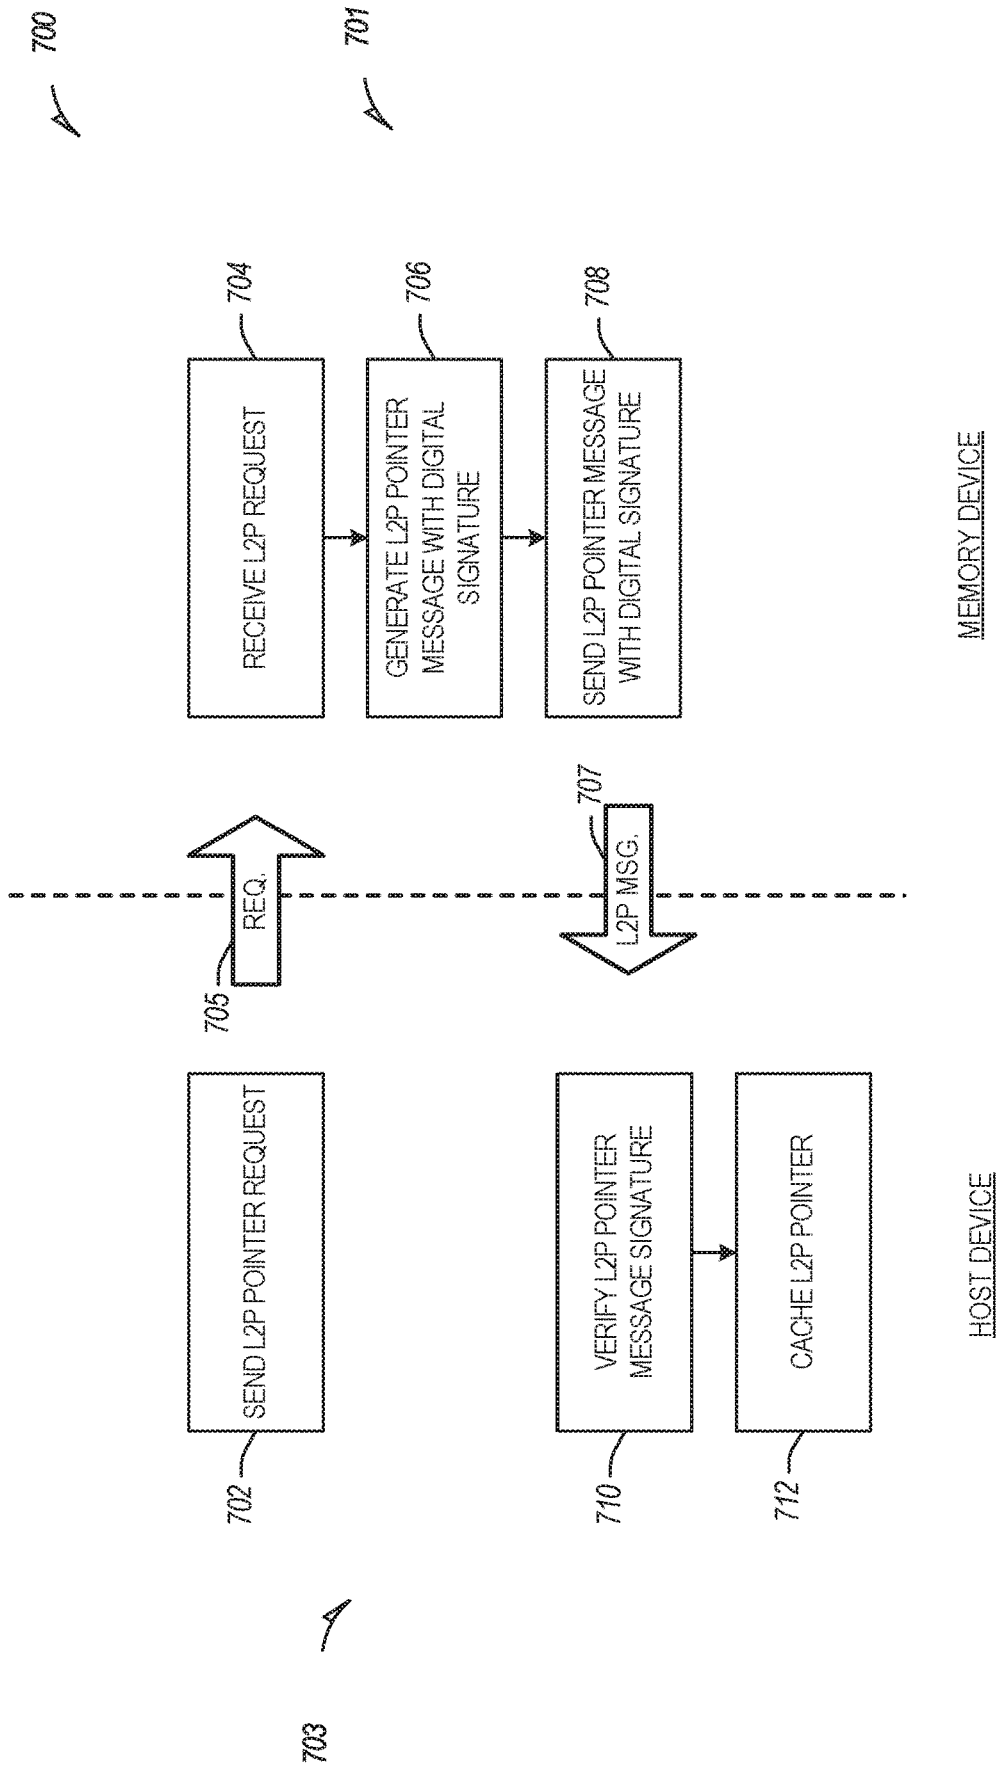 700
701
703
702
SEND L2P POINTER REQUEST
705
REQ.
704
RECEIVE L2P REQUEST
706
GENERATE L2P POINTER
MESSAGE WITH DIGITAL
SIGNATURE
708
SEND L2P POINTER MESSAGE
WITH DIGITAL SIGNATURE
707
L2P MSG.
710
VERIFY L2P POINTER
MESSAGE SIGNATURE
712
CACHE L2P POINTER
HOST DEVICE
MEMORY DEVICE